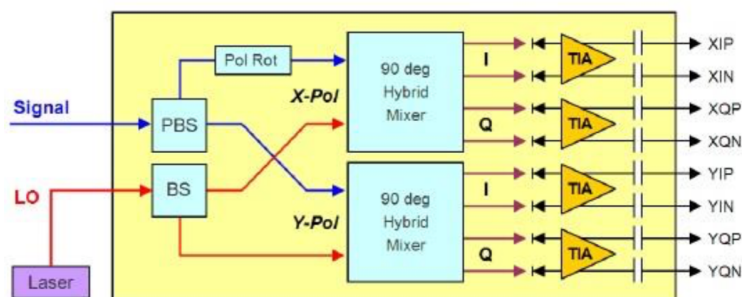 Pol Rot
Signal
PBS
X-Pol
90 deg
Hybrid
Mixer
I
Q
TIA
TIA
XIP
XIN
XQP
XQN
LO
BS
Y-Pol
90 deg
Hybrid
Mixer
I
Q
TIA
TIA
YIP
YIN
YQP
YQN
Laser